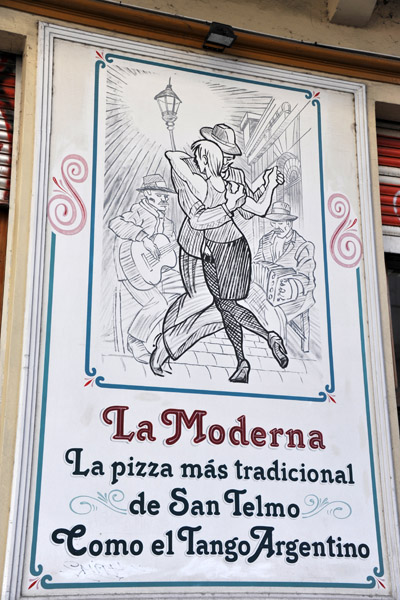 La Moderna
La pizza más tradicional
de San Telmo
Como el Tango Argentino